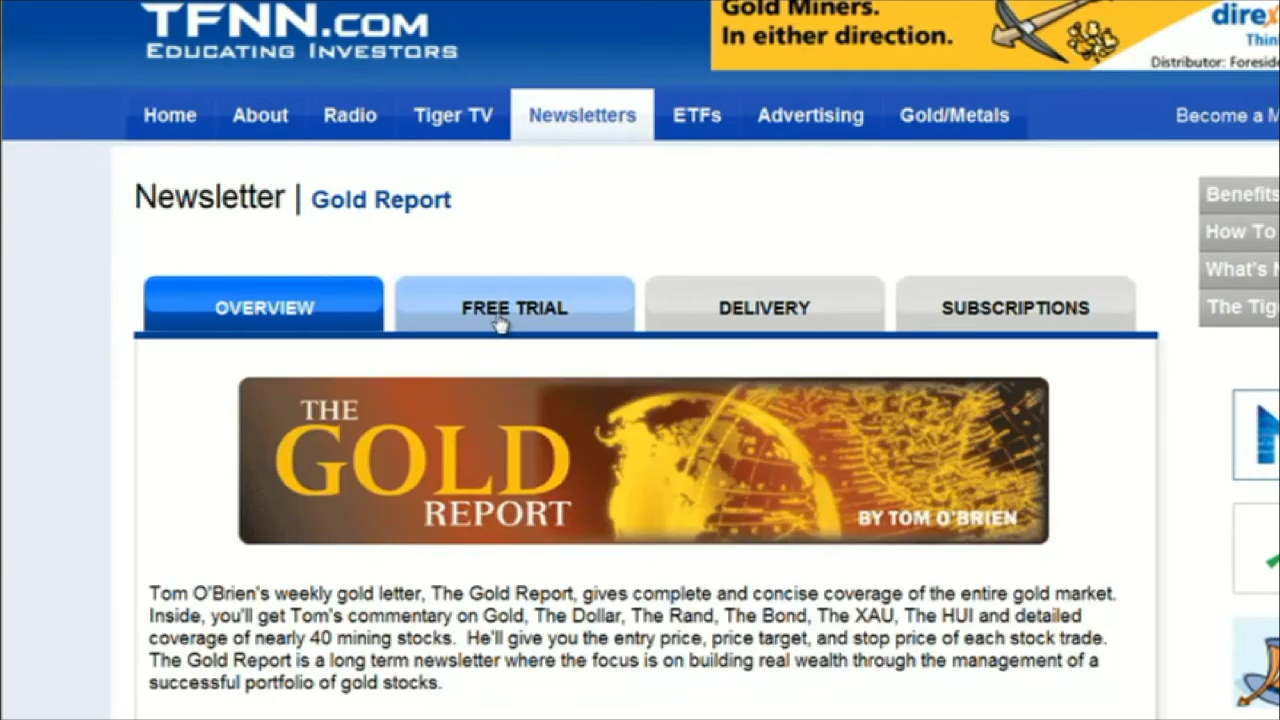 TFNN.COM
EDUCATING INVESTORS
Gold Miners.
In either direction.
Distributor:
Home About Radio Tiger TV Newsletters ETFs Advertising Gold/Metals Become a
Newsletter | Gold Report
Benefits
How To
What's
The
OVERVIEW FREE TRIAL DELIVERY SUBSCRIPTIONS
THE
GOLD
REPORT
BY TOM O'BRIEN
Tom O'Brien's weekly gold letter, The Gold Report, gives complete and concise coverage of the entire gold market.
Inside, you'll get Tom's commentary on Gold, The Dollar, The Rand, The Bond, The XAU, The HUI and detailed
coverage of nearly 40 mining stocks. He'll give you the entry price, price target, and stop price of each stock trade.
The Gold Report is a long term newsletter where the focus is on building real wealth through the management of a
successful portfolio of gold stocks.